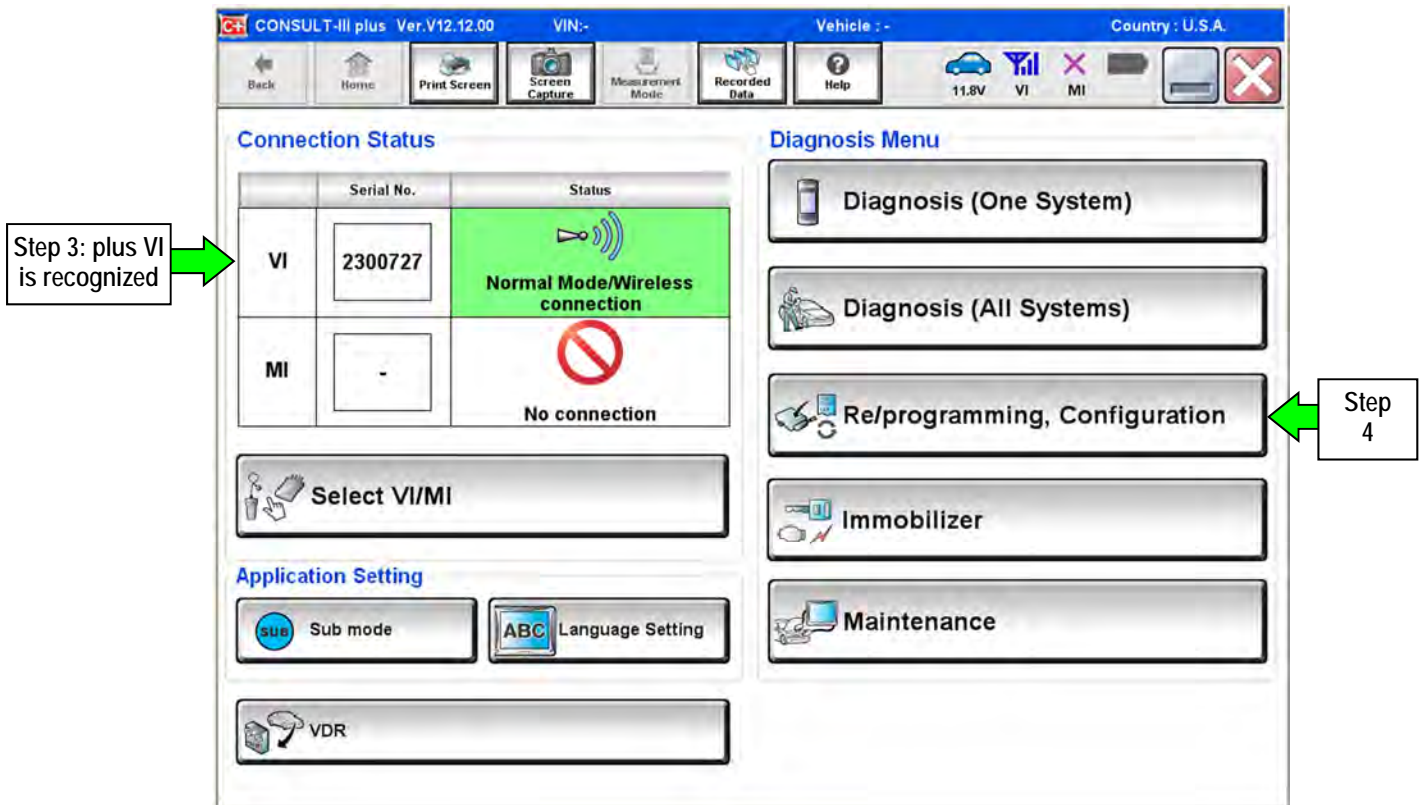 C+ CONSULT-III plus Ver.V12.12.00 VIN:- Vehicle : - Country : U.S.A.
Back
Home
Print Screen
Screen
Capture
Measurement
Mode
Recorded
Data
Help
11.8V
VI
MI
Connection Status
Serial No. Status
Step 3: plus VI
is recognized
VI
2300727
Normal Mode/Wireless
connection
MI
-
No connection
Select VI/MI
Application Setting
SUB Sub mode
ABC Language Setting
VDR
Diagnosis Menu
Diagnosis (One System)
Diagnosis (All Systems)
Re/programming, Configuration
Step
4
Immobilizer
Maintenance